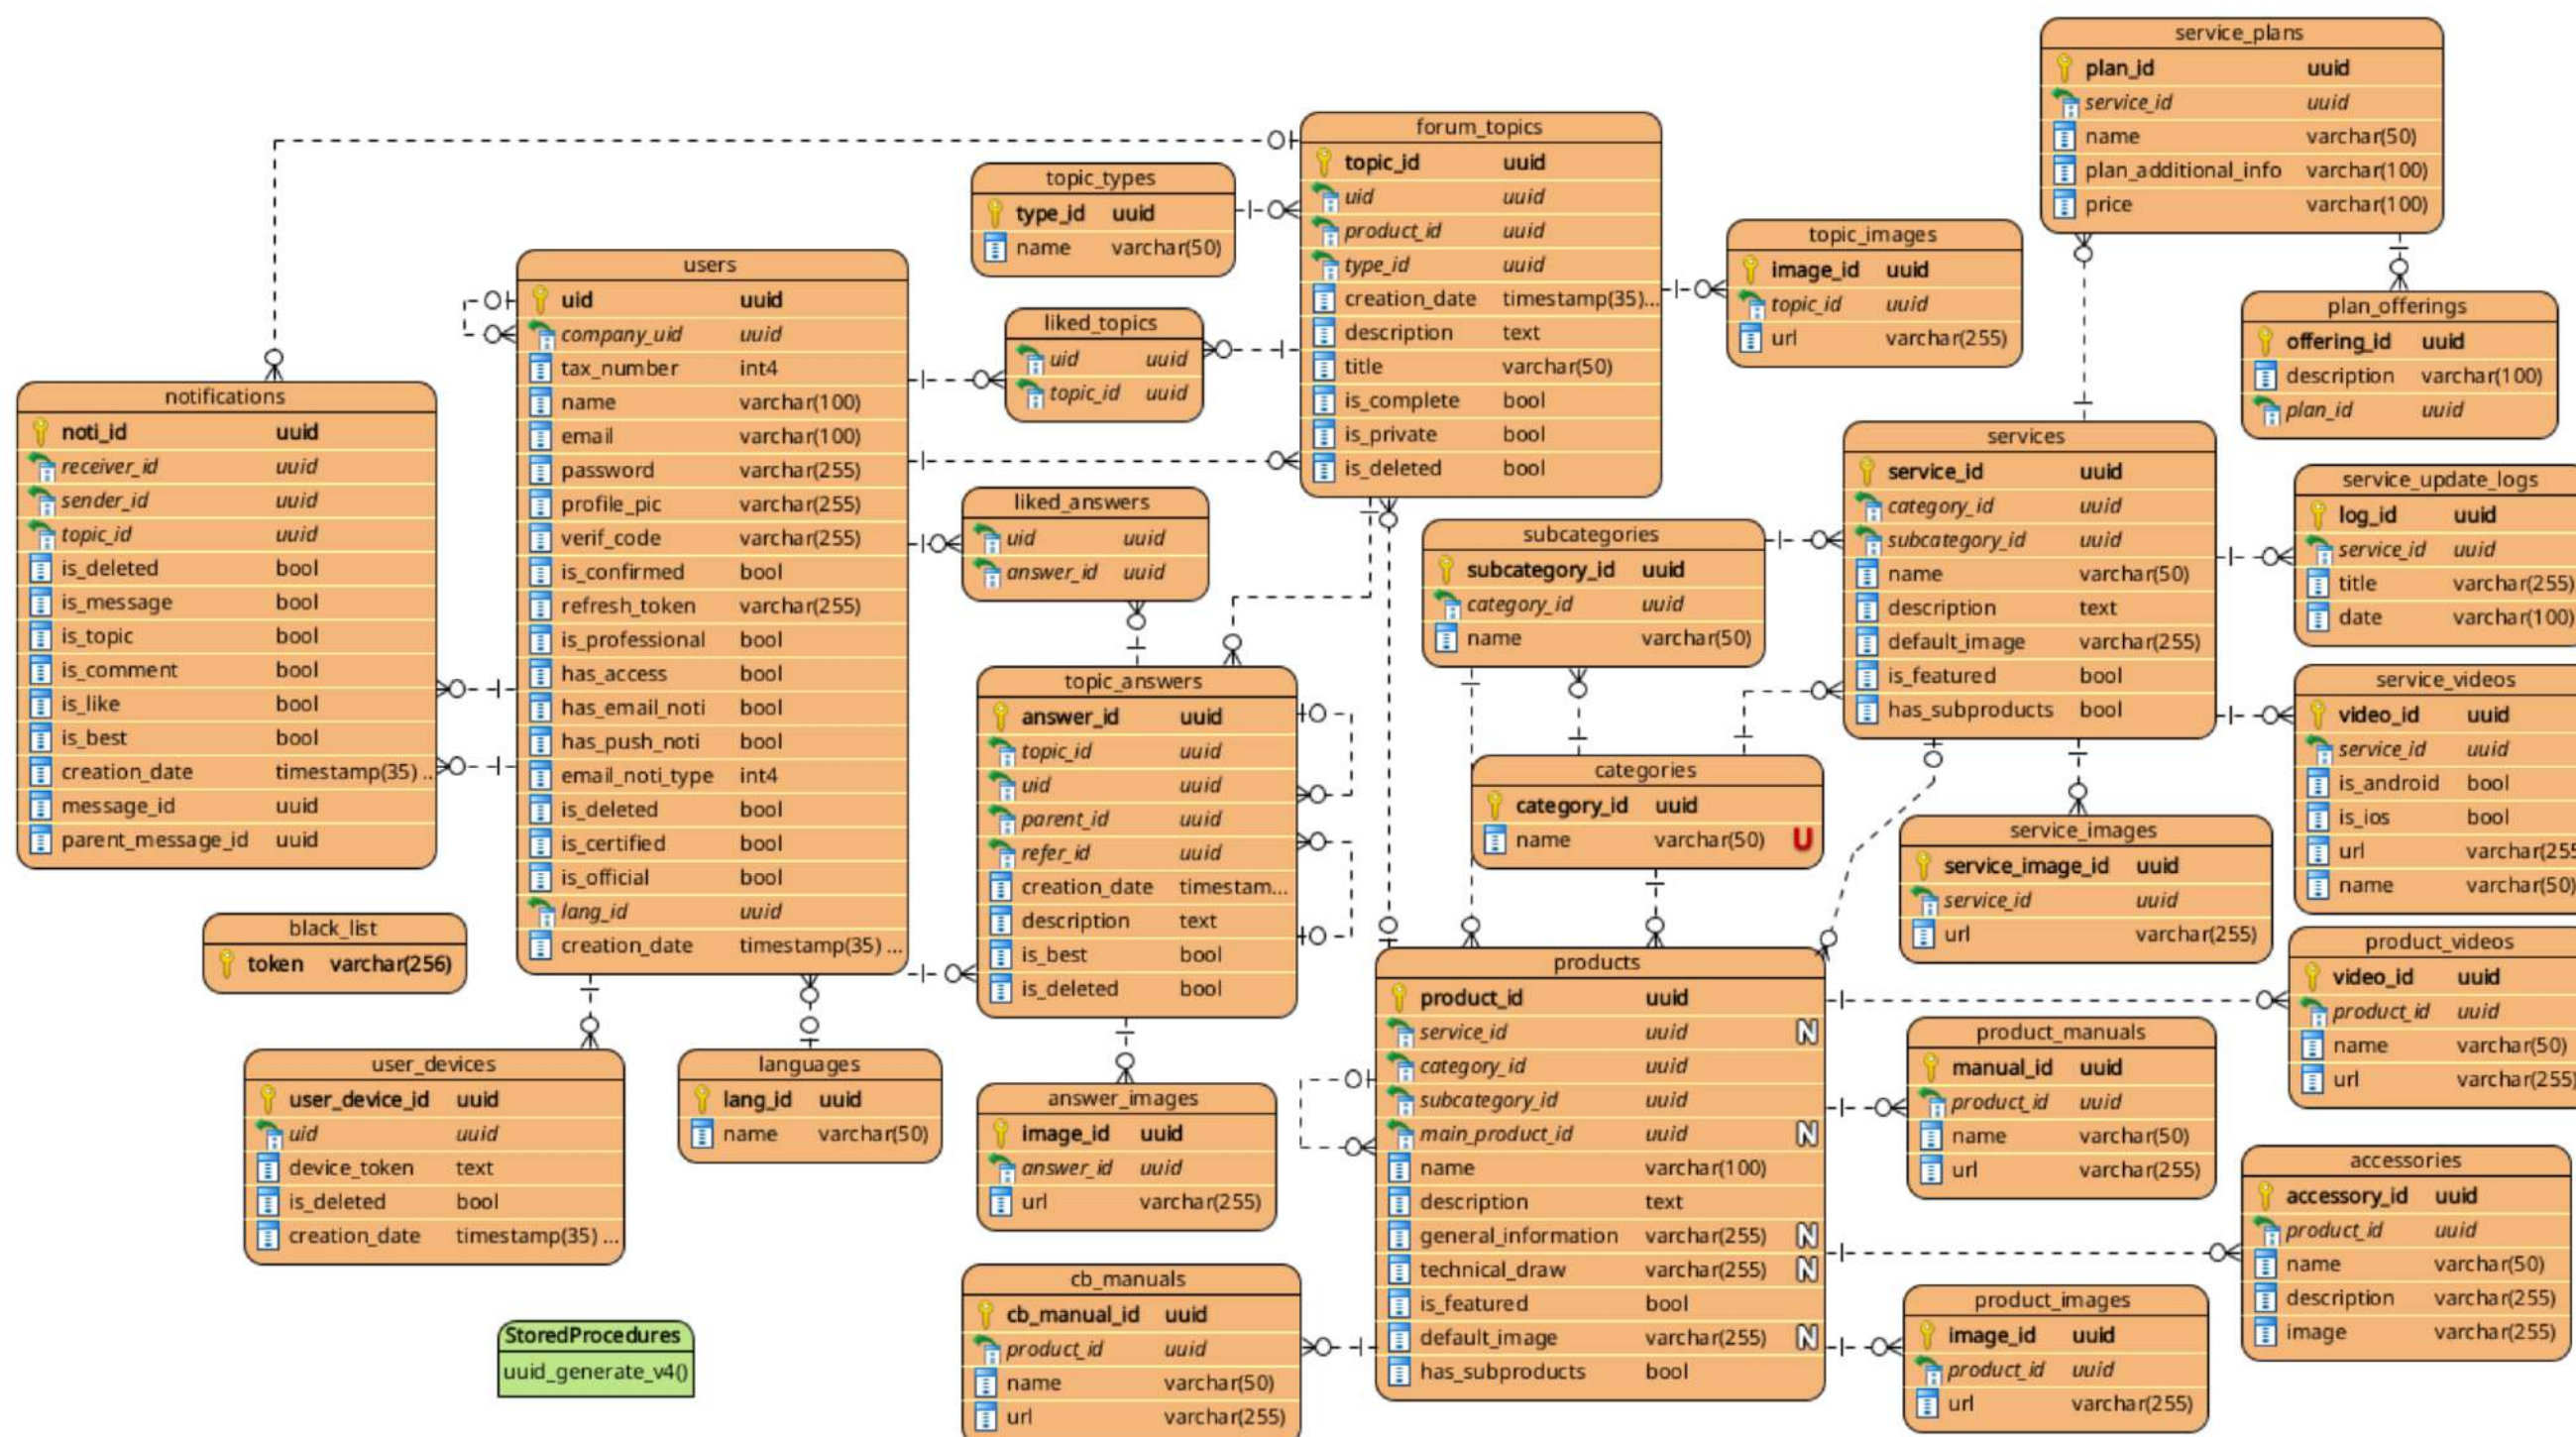 service_plans
plan_id uuid
service_id uuid
name varchar(50)
plan_additional_info varchar(100)
price varchar(100)
forum_topics
topic_id uuid
uid uuid
product_id uuid
type_id uuid
creation_date timestamp(35)...
description text
title varchar(50)
is_complete bool
is_private bool
is_deleted bool
topic_types
type_id uuid
name varchar(50)
topic_images
image_id uuid
topic_id uuid
url varchar(255)
users
uid uuid
company_uid uuid
tax_number int4
name varchar(100)
email varchar(100)
password varchar(255)
profile_pic varchar(255)
verif_code varchar(255)
is_confirmed bool
refresh_token varchar(255)
is_professional bool
has_access bool
has_email_noti bool
has_push_noti bool
email_noti_type int4
is_deleted bool
is_certified bool
is_official bool
lang_id uuid
creation_date timestamp(35) ...
plan_offerings
offering_id uuid
description varchar(100)
plan_id uuid
liked_topics
uid uuid
topic_id uuid
notifications
noti_id uuid
receiver_id uuid
sender_id uuid
topic_id uuid
is_deleted bool
is_message bool
is_topic bool
is_comment bool
is_like bool
is_best bool
creation_date timestamp(35) ..
message_id uuid
parent_message_id uuid
services
service_id uuid
category_id uuid
subcategory_id uuid
name varchar(50)
description text
default_image varchar(255)
is_featured bool
has_subproducts bool
service_update_logs
log_id uuid
service_id uuid
title varchar(255)
date varchar(100)
liked_answers
uid uuid
answer_id uuid
subcategories
subcategory_id uuid
category_id uuid
name varchar(50)
topic_answers
answer_id uuid
topic_id uuid
uid uuid
parent_id uuid
refer_id uuid
creation_date timestam...
description text
is_best bool
is_deleted bool
service_videos
video_id uuid
service_id uuid
is_android bool
is_ios bool
url varchar(255
name varchar(50)
categories
category_id uuid
name varchar(50) U
service_images
service_image_id uuid
service_id uuid
url varchar(255)
black_list
token varchar(256)
product_videos
video_id uuid
product_id uuid
name varchar(50)
url varchar(255)
products
product_id uuid
service_id uuid N
category_id uuid
subcategory_id uuid
main_product_id uuid N
name varchar(100)
description text
general_information varchar(255) N
technical_draw varchar(255) N
is_featured bool
default_image varchar(255) N
has_subproducts bool
product_manuals
manual_id uuid
product_id uuid
name varchar(50)
url varchar(255)
user_devices
user_device_id uuid
uid uuid
device_token text
is_deleted bool
creation_date timestamp(35) ...
languages
lang_id uuid
name varchar(50)
answer_images
image_id uuid
answer_id uuid
url varchar(255)
accessories
accessory_id uuid
product_id uuid
name varchar(50)
description varchar(255)
image varchar(255)
cb_manuals
cb_manual_id uuid
product_id uuid
name varchar(50)
url varchar(255)
product_images
image_id uuid
product_id uuid
url varchar(255)
StoredProcedures
uuid_generate_v4()